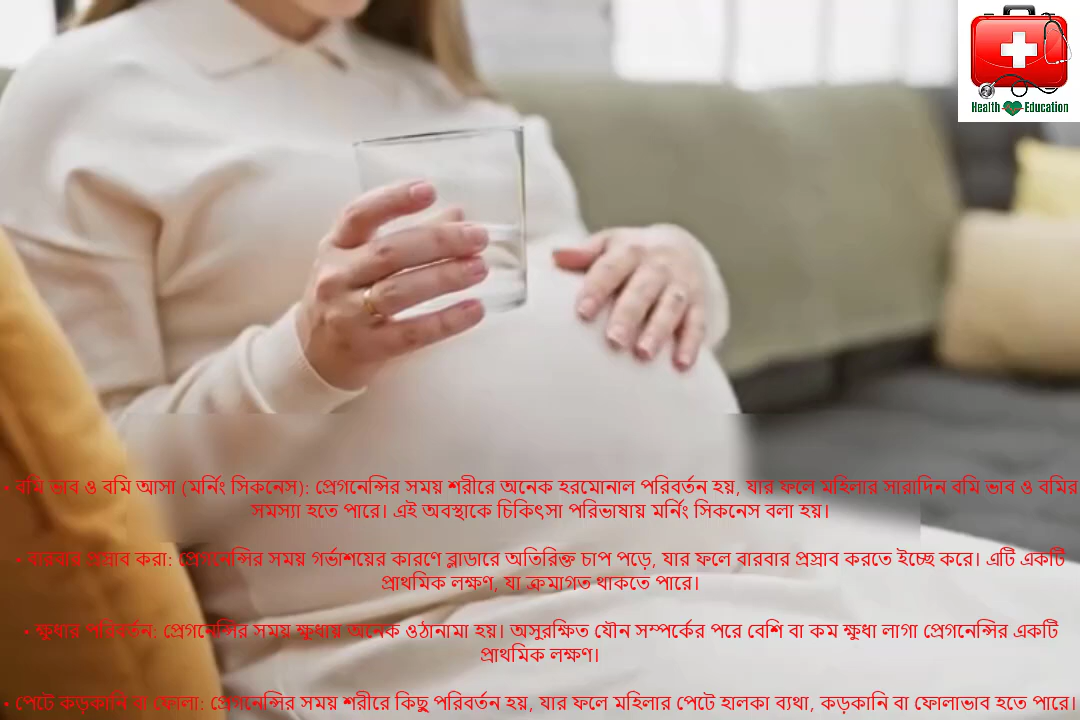 Health Education
• বমি ভাব ও বমি আসা (মর্নিং সিকনেস): প্রেগনেন্সির সময় শরীরে অনেক হরমোনাল পরিবর্তন হয়, যার ফলে মহিলার সারাদিন বমি ভাব ও বমির
সমস্যা হতে পারে। এই অবস্থাকে চিকিৎসা পরিভাষায় মর্নিং সিকনেস বলা হয়।
• বারবার প্রস্রাব করা: প্রেগনেন্সির সময় গর্ভাশয়ের কারণে ব্লাডারে অতিরিক্ত চাপ পড়ে, যার ফলে বারবার প্রস্রাব করতে ইচ্ছে করে। এটি একটি
প্রাথমিক লক্ষণ, যা ক্রমাগত থাকতে পারে।
• ক্ষুধার পরিবর্তন: প্রেগনেন্সির সময় ক্ষুধায় অনেক ওঠানামা হয়। অসুরক্ষিত যৌন সম্পর্কের পরে বেশি বা কম ক্ষুধা লাগা প্রেগনেন্সির একটি
প্রাথমিক লক্ষণ।
• পেটে কড়কানি বা ফোলা: প্রেগনেন্সির সময় শরীরে কিছু পরিবর্তন হয়, যার ফলে মহিলার পেটে হালকা ব্যথা, কড়কানি বা ফোলাভাব হতে পারে।